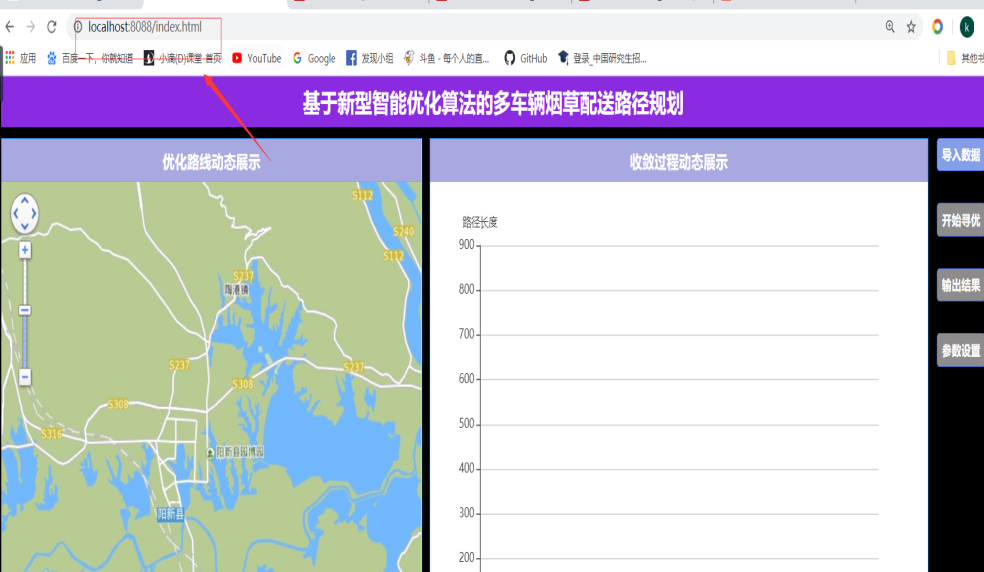 localhost:8088/index.html
k
应用 百度一下，你就知道 小滴(D)课堂-首页 YouTube Google 发现小组 斗鱼 - 每个人的直... GitHub 登录_中国研究生招... 其他书
基于新型智能优化算法的多车辆烟草配送路径规划
优化路线动态展示
收敛过程动态展示
导入数据
开始寻优
输出结果
参数设置
S112
S240
S112
S237
陶港镇
S237
S237
S308
S308
S316
阳新县园博园
阳新县
路径长度
900
800
700
600
500
400
300
200